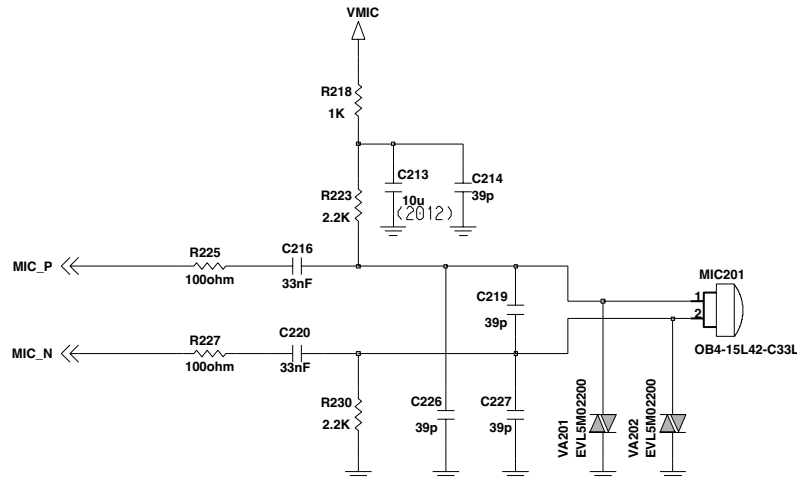 VMIC
R218
1K
C213
10u
(2012)
C214
39p
R223
2.2K
MIC_P
R225
100ohm
C216
33nF
MIC201
1
2
OB4-15L42-C33L
C219
39p
MIC_N
R227
100ohm
C220
33nF
R230
2.2K
C226
39p
C227
39p
VA201
EVL5M02200
VA202
EVL5M02200